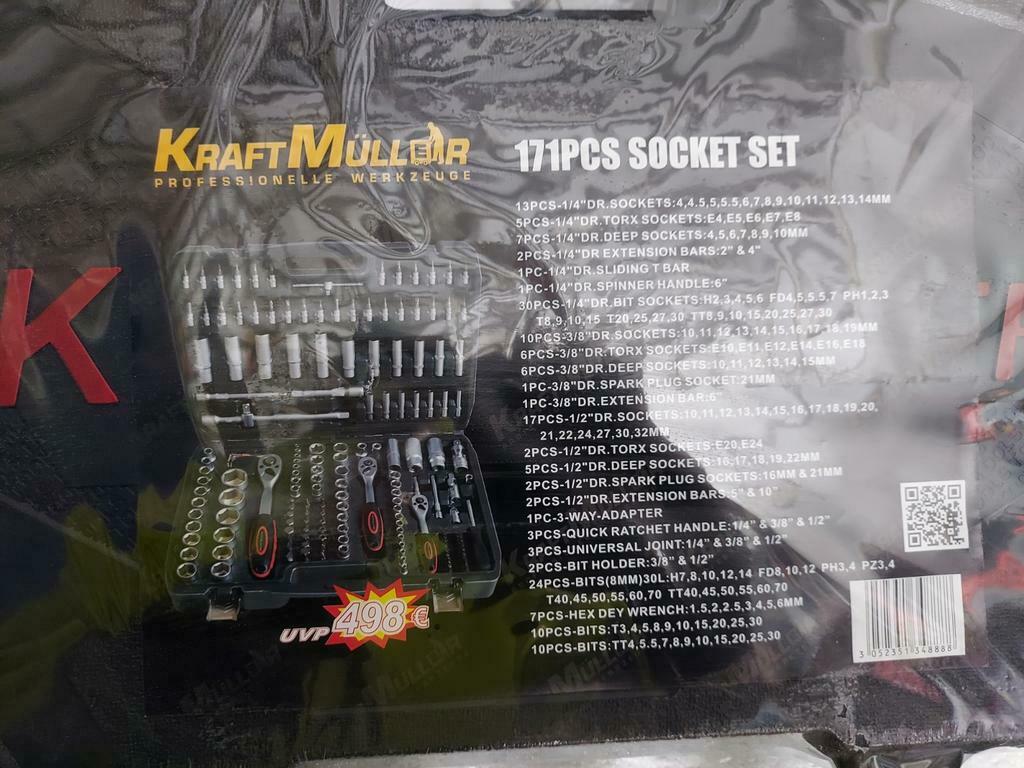 KRAFTMÜLLER
PROFESSIONELLE WERKZEUGE
171PCS SOCKET SET
13PCS-1/4"DR.SOCKETS:4,4.5,5,5.5,6,7,8,9,10,11,12,13,14MM
5PCS-1/4"DR.TORX SOCKETS:E4,E5,E6,E7,E8
7PCS-1/4"DR.DEEP SOCKETS:4,5,6,7,8,9,10MM
2PCS-1/4"DR EXTENSION BARS:2" & 4"
1PC-1/4"DR.SLIDING T BAR
1PC-1/4"DR.SPINNER HANDLE:6"
30PCS-1/4"DR.BIT SOCKETS:H2,3,4,5,6 FD4,5,5.5,7 PH1,2,3
T8,9,10,15 T20,25,27,30 TT8,9,10,15,20,25,27,30
10PCS-3/8"DR.SOCKETS:10,11,12,13,14,15,16,17,18,19MM
6PCS-3/8"DR.TORX SOCKETS:E10,E11,E12,E14,E16,E18
6PCS-3/8"DR.DEEP SOCKETS:10,11,12,13,14,15MM
1PC-3/8"DR.SPARK PLUG SOCKET:21MM
1PC-3/8"DR.EXTENSION BAR:6"
17PCS-1/2"DR.SOCKETS:10,11,12,13,14,15,16,17,18,19,20,
21,22,24,27,30,32MM
2PCS-1/2"DR.TORX SOCKETS:E20,E24
5PCS-1/2"DR.DEEP SOCKETS:16,17,18,19,22MM
2PCS-1/2"DR.SPARK PLUG SOCKETS:16MM & 21MM
2PCS-1/2"DR.EXTENSION BARS:5" & 10"
1PC-3-WAY-ADAPTER
3PCS-QUICK RATCHET HANDLE:1/4" & 3/8" & 1/2"
3PCS-UNIVERSAL JOINT:1/4" & 3/8" & 1/2"
2PCS-BIT HOLDER:3/8" & 1/2"
24PCS-BITS(8MM)30L:H7,8,10,12,14 FD8,10,12 PH3,4 PZ3,4
T40,45,50,55,60,70 TT40,45,50,55,60,70
7PCS-HEX DEY WRENCH:1.5,2,2.5,3,4,5,6MM
10PCS-BITS:T3,4,5,8,9,10,15,20,25,30
10PCS-BITS:TT4,5.5,7,8,9,10,15,20,25,30
UVP 498€
3 052351 348888
K